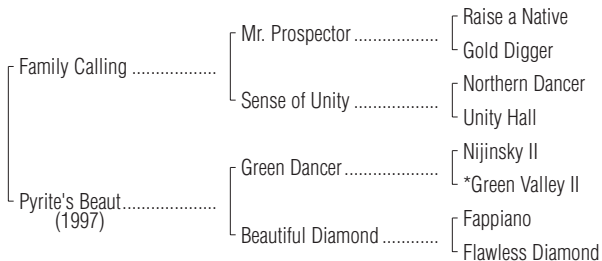 Raise a Native
Mr. Prospector ..................
Gold Digger
Family Calling ..................
Northern Dancer
Sense of Unity ..................
Unity Hall
Nijinsky II
Green Dancer....................
*Green Valley II
Pyrite's Beaut....................
(1997)
Fappiano
Beautiful Diamond ............
Flawless Diamond